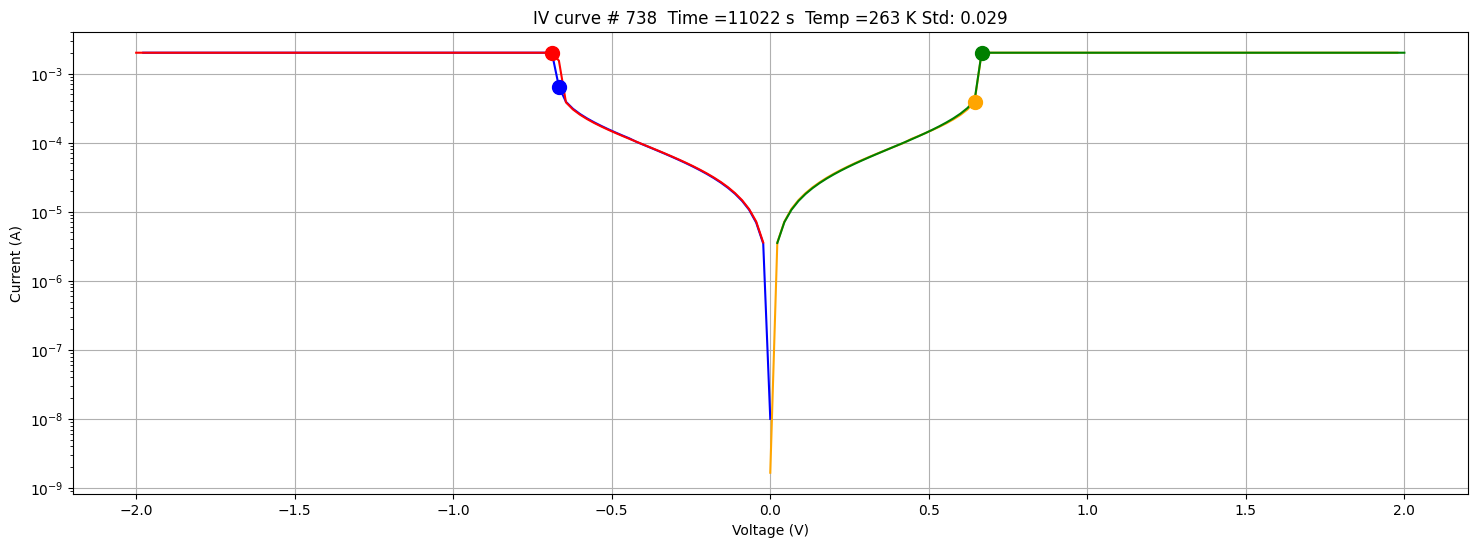 IV curve # 738  Time =11022 s  Temp =263 K Std: 0.029
Current (A)
10⁻³
10⁻⁴
10⁻⁵
10⁻⁶
10⁻⁷
10⁻⁸
10⁻⁹
−2.0 −1.5 −1.0 −0.5 0.0 0.5 1.0 1.5 2.0
Voltage (V)